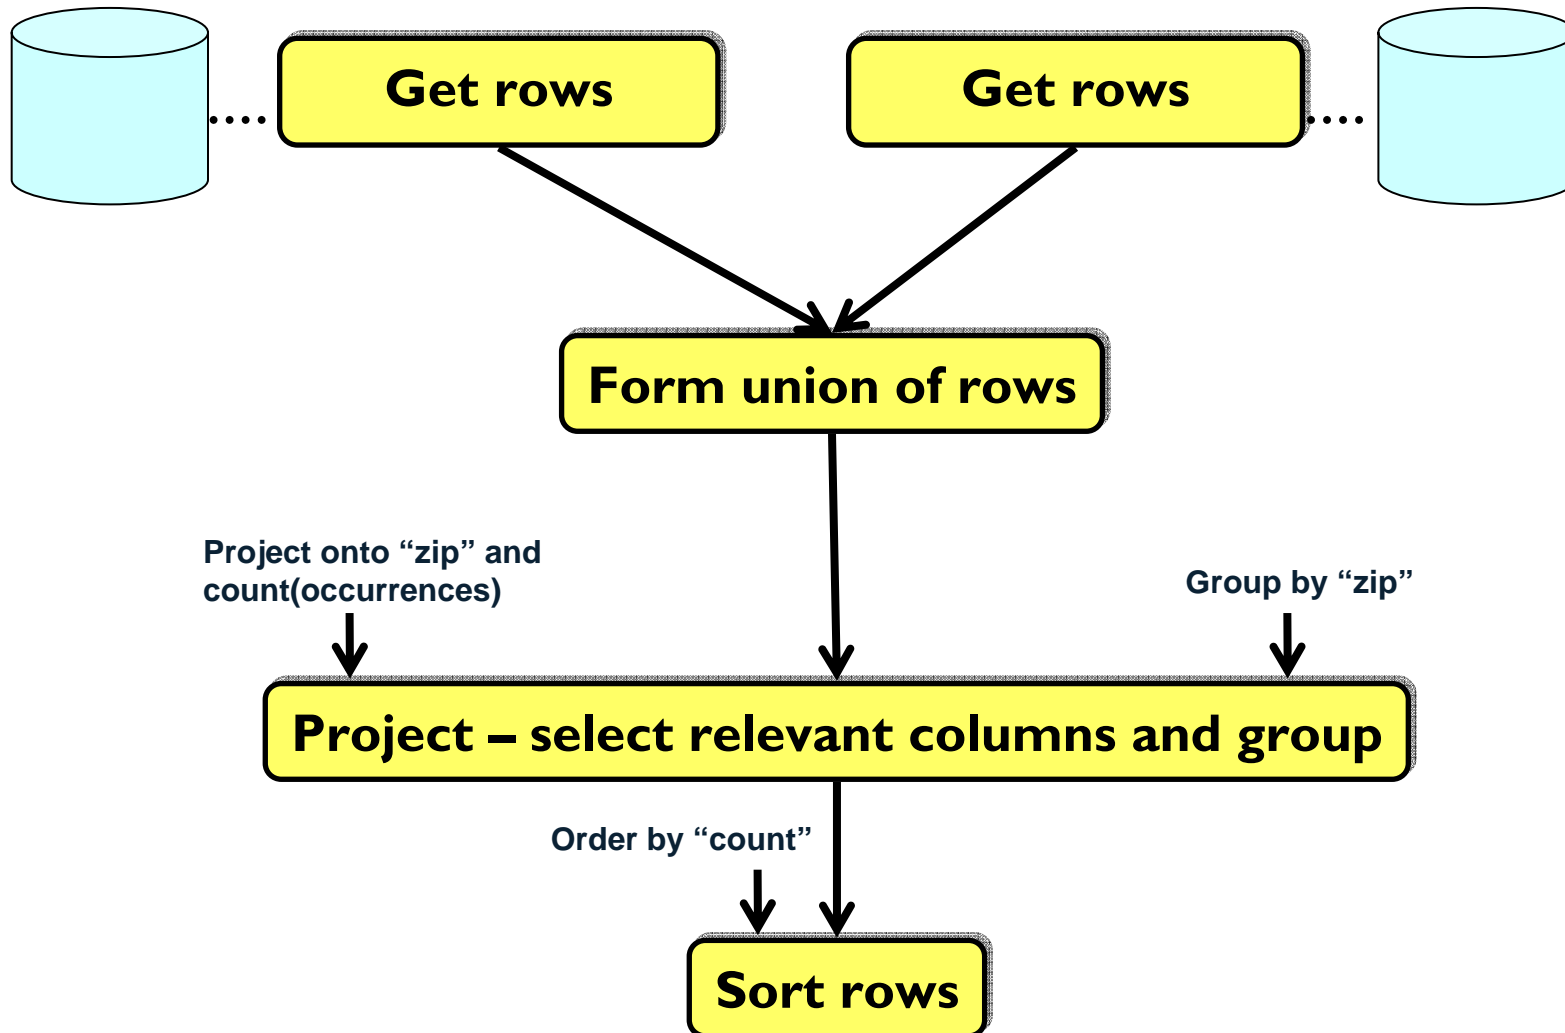 Get rows
Get rows
Form union of rows
Project onto “zip” and
count(occurrences)
Group by “zip”
Project – select relevant columns and group
Order by “count”
Sort rows